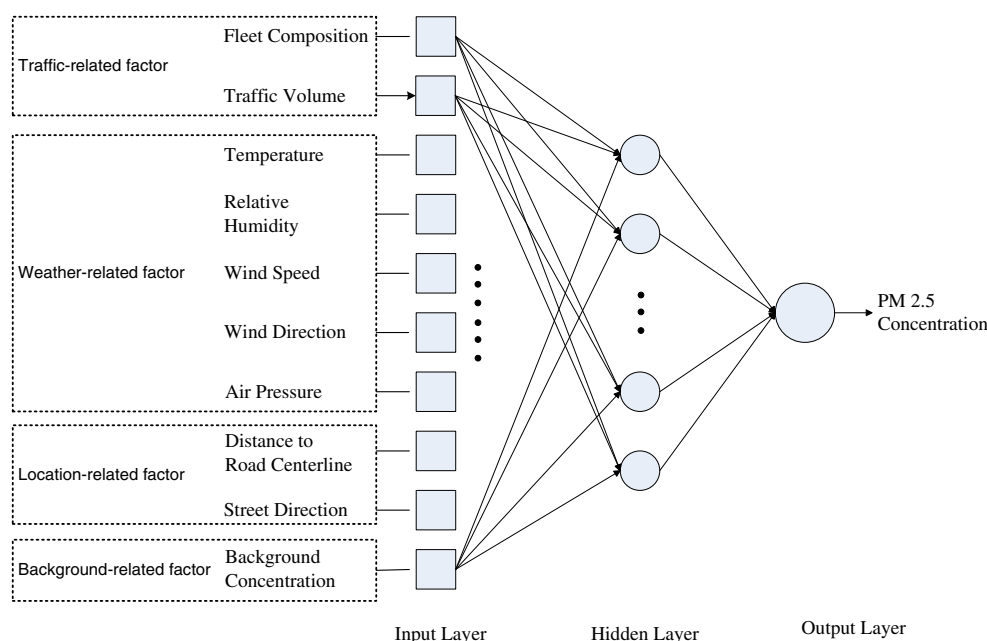 Traffic-related factor
Fleet Composition
Traffic Volume
Weather-related factor
Temperature
Relative
Humidity
Wind Speed
Wind Direction
Air Pressure
Location-related factor
Distance to
Road Centerline
Street Direction
Background-related factor
Background
Concentration
PM 2.5
Concentration
Input Layer
Hidden Layer
Output Layer